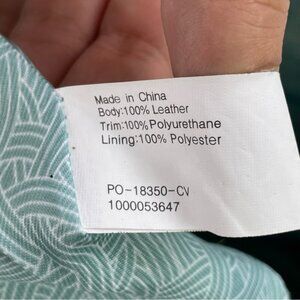 Made in China
Body:100% Leather
Trim:100% Polyurethane
Lining:100% Polyester
PO-18350-CV
1000053647